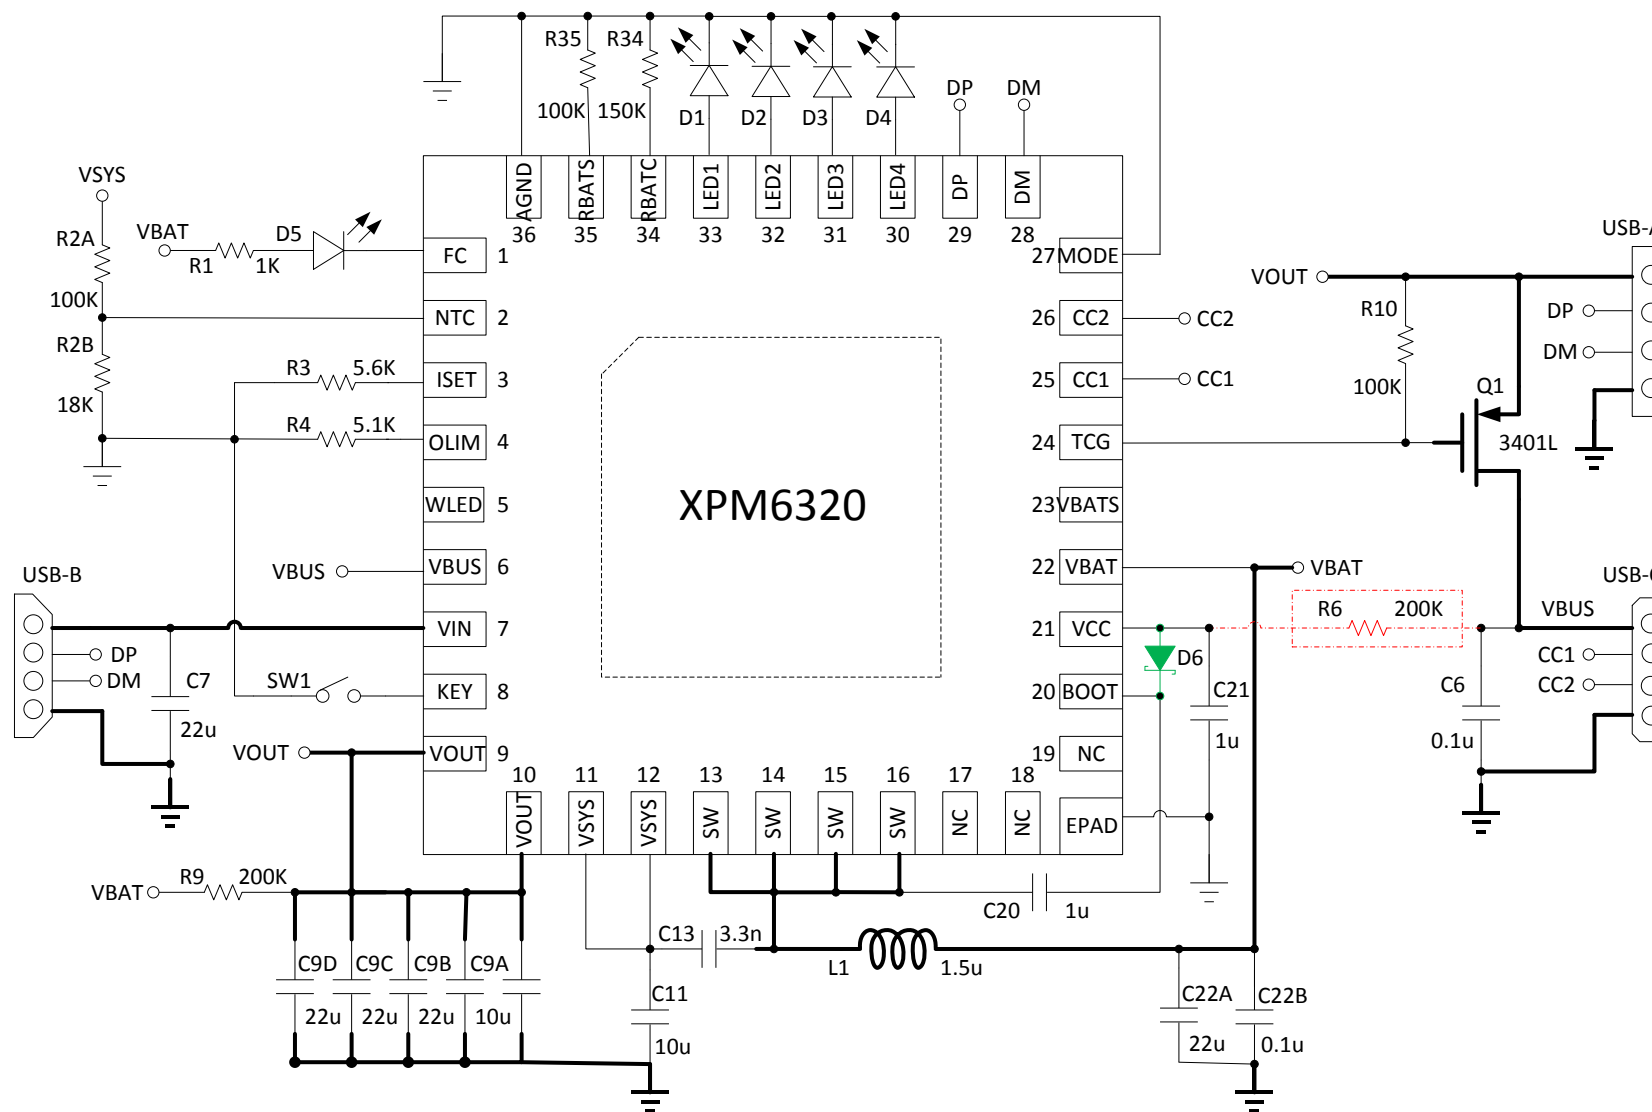 R35
R34
100K
150K
D1
D2
D3
D4
DP
DM
AGND
RBATS
RBATC
LED1
LED2
LED3
LED4
DP
DM
36
35
34
33
32
31
30
29
28
VSYS
R2A
100K
R2B
18K
VBAT
R1
1K
D5
FC 1
NTC 2
R3
5.6K
ISET 3
R4
5.1K
OLIM 4
WLED 5
VBUS
VBUS 6
USB-B
VIN 7
DP
DM
C7
22u
SW1
KEY 8
VOUT
VOUT 9
XPM6320
27 MODE
26 CC2
CC2
25 CC1
CC1
24 TCG
23 VBATS
22 VBAT
VBAT
21 VCC
20 BOOT
19 NC
EPAD
D6
C21
1u
R6
200K
VOUT
R10
100K
Q1
3401L
DP
DM
VBUS
CC1
CC2
C6
0.1u
10
11
12
13
14
15
16
17
18
VOUT
VSYS
VSYS
SW
SW
SW
SW
NC
NC
VBAT
R9
200K
C9D
C9C
C9B
C9A
22u
22u
22u
10u
C13
3.3n
C11
10u
C20
1u
L1
1.5u
C22A
22u
C22B
0.1u